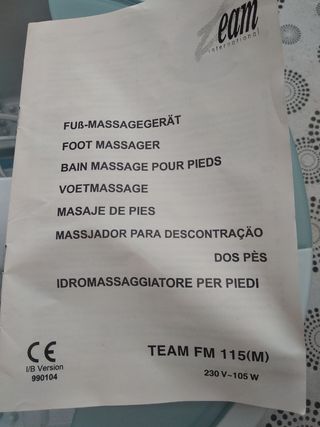 Team
international
FUß-MASSAGEGERÄT
FOOT MASSAGER
BAIN MASSAGE POUR PIEDS
VOETMASSAGE
MASAJE DE PIES
MASSJADOR PARA DESCONTRAÇÃO
DOS PÈS
IDROMASSAGGIATORE PER PIEDI
CE
I/B Version
990104
TEAM FM 115(M)
230 V~105 W